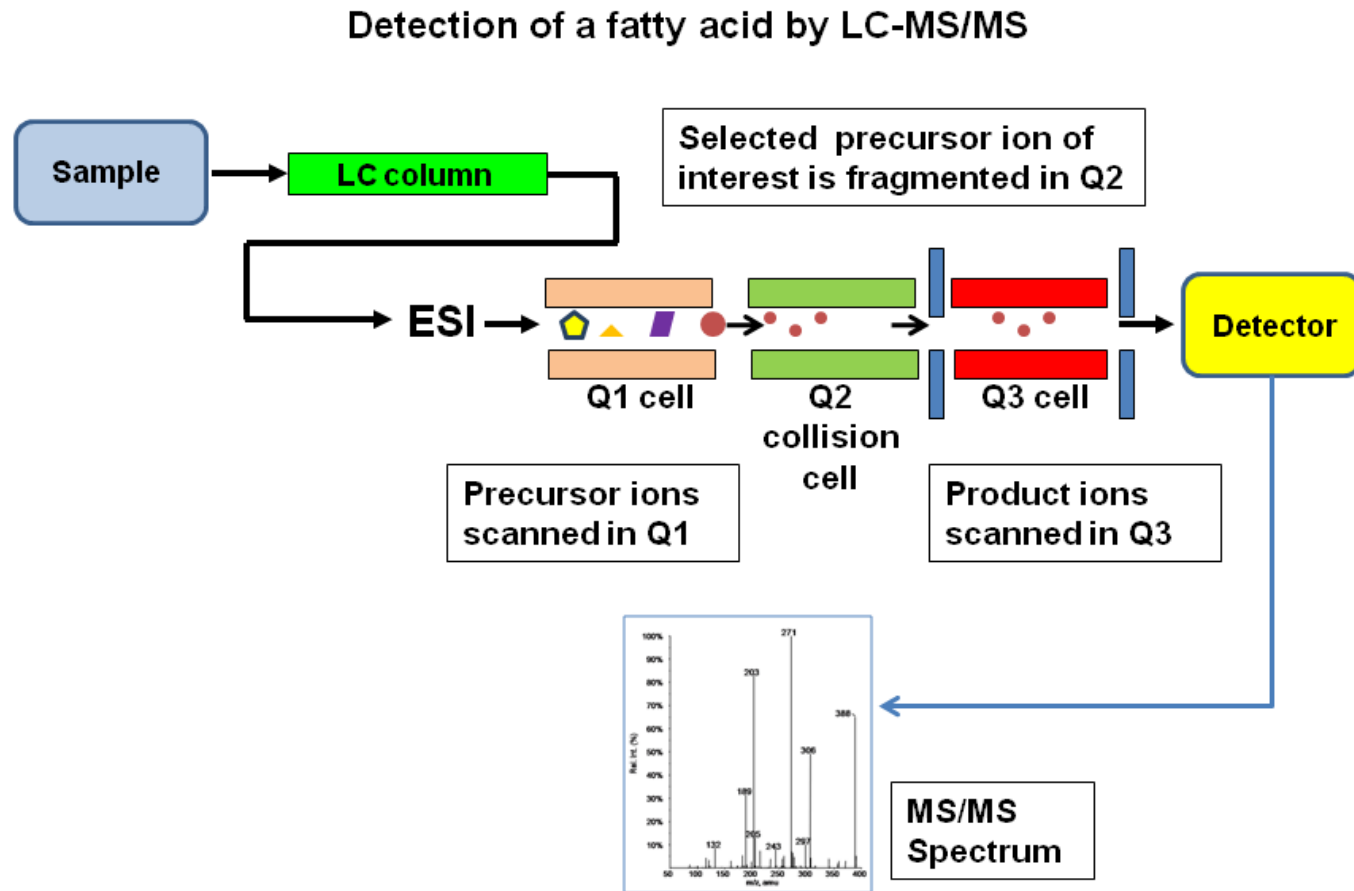 Detection of a fatty acid by LC-MS/MS
Sample
LC column
Selected precursor ion of
interest is fragmented in Q2
ESI
Detector
Q1 cell
Q2
collision
cell
Q3 cell
Precursor ions
scanned in Q1
Product ions
scanned in Q3
100%
90%
80%
70%
60%
50%
40%
30%
20%
10%
Rel. Int. (%)
271
203
388
306
189
205
132
243
297
50
100
150
200
250
300
350
400
m/z, amu
MS/MS
Spectrum